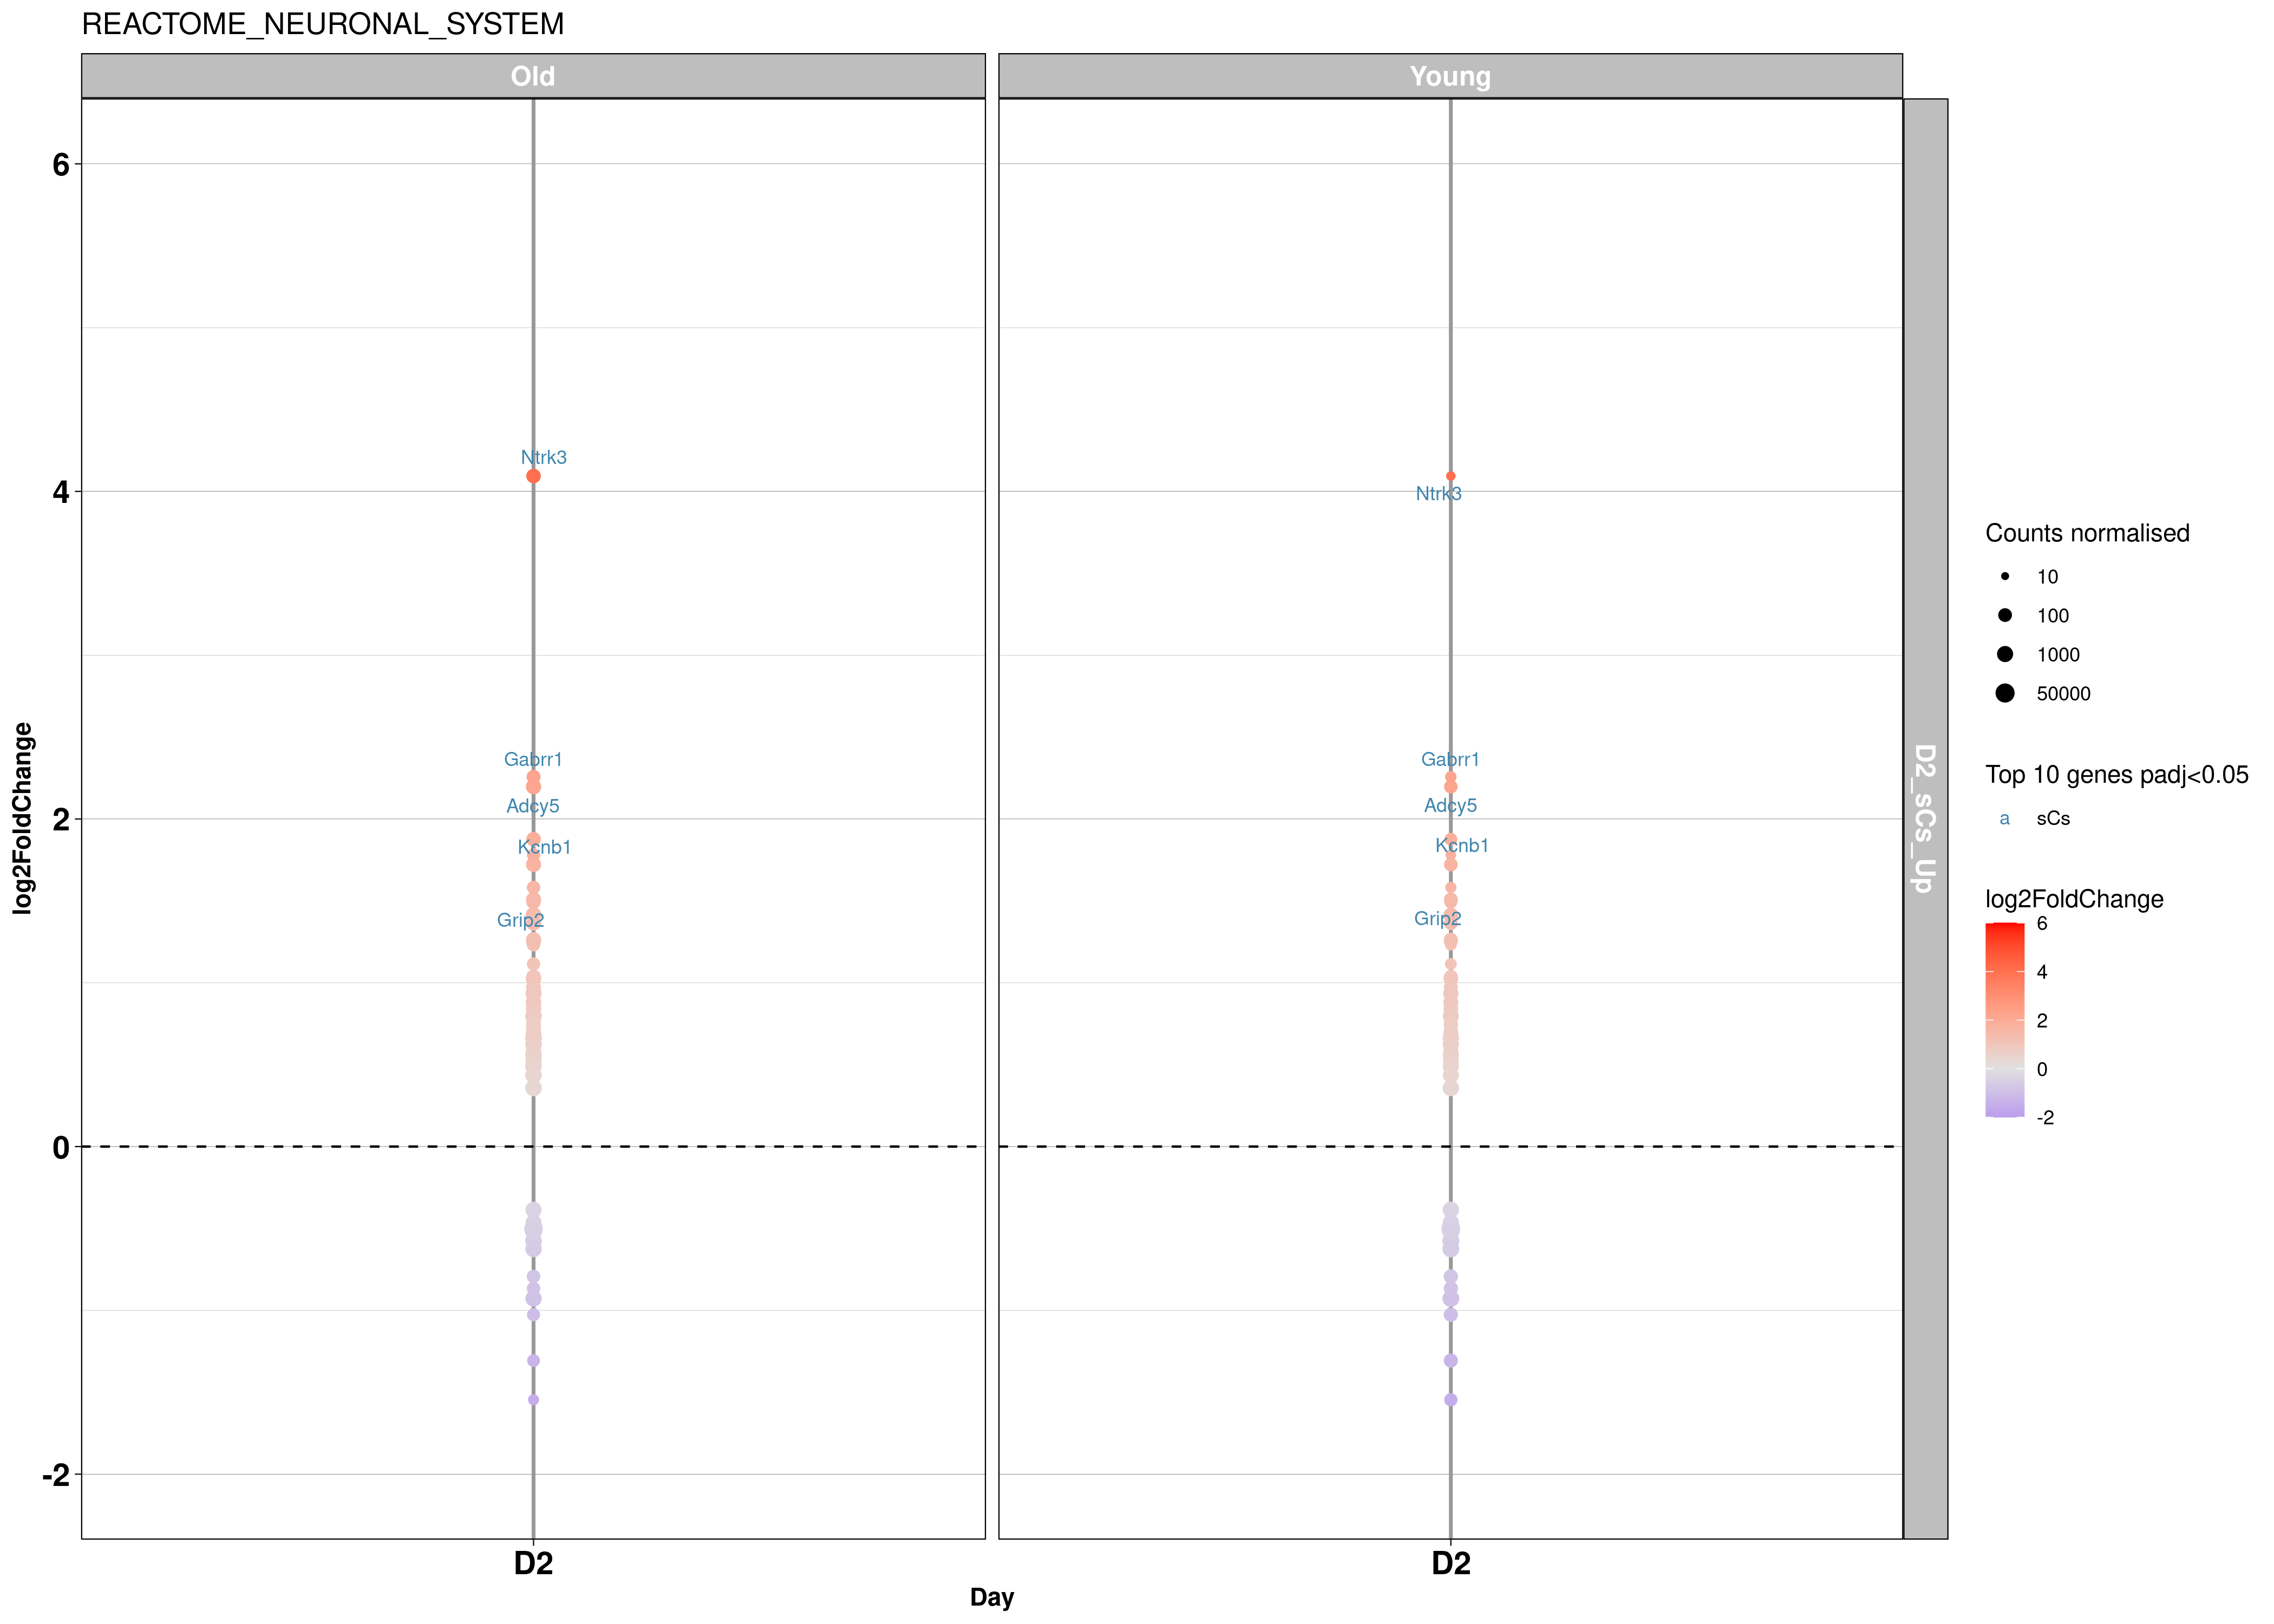 REACTOME_NEURONAL_SYSTEM
Old
Young
D2_sCs_Up
log2FoldChange
6
4
2
0
-2
Ntrk3
Gabrr1
Adcy5
Kcnb1
Grip2
Ntrk3
Gabrr1
Adcy5
Kcnb1
Grip2
D2
D2
Day
Counts normalised
10
100
1000
50000
Top 10 genes padj<0.05
a sCs
log2FoldChange
6
4
2
0
-2